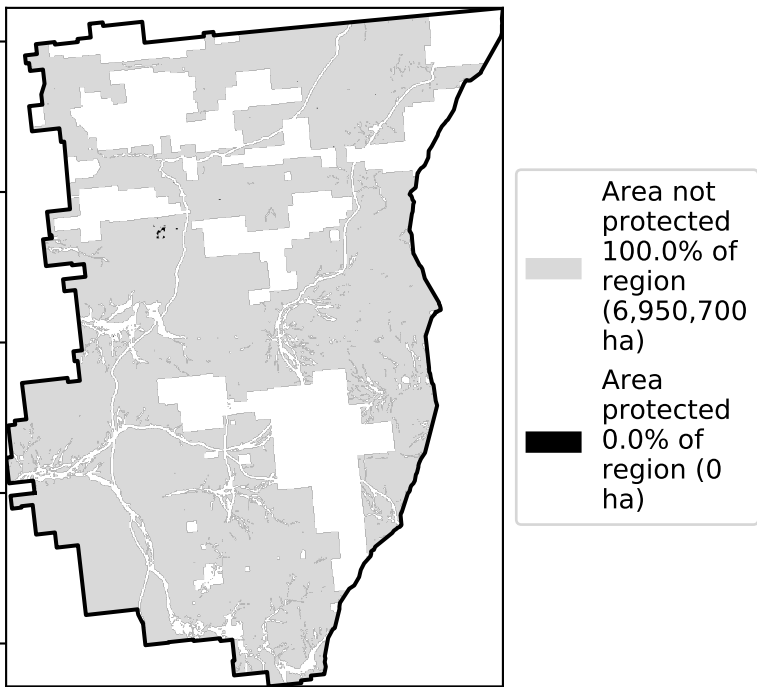 Area not
protected
100.0% of
region
(6,950,700
ha)
Area
protected
0.0% of
region (0
ha)